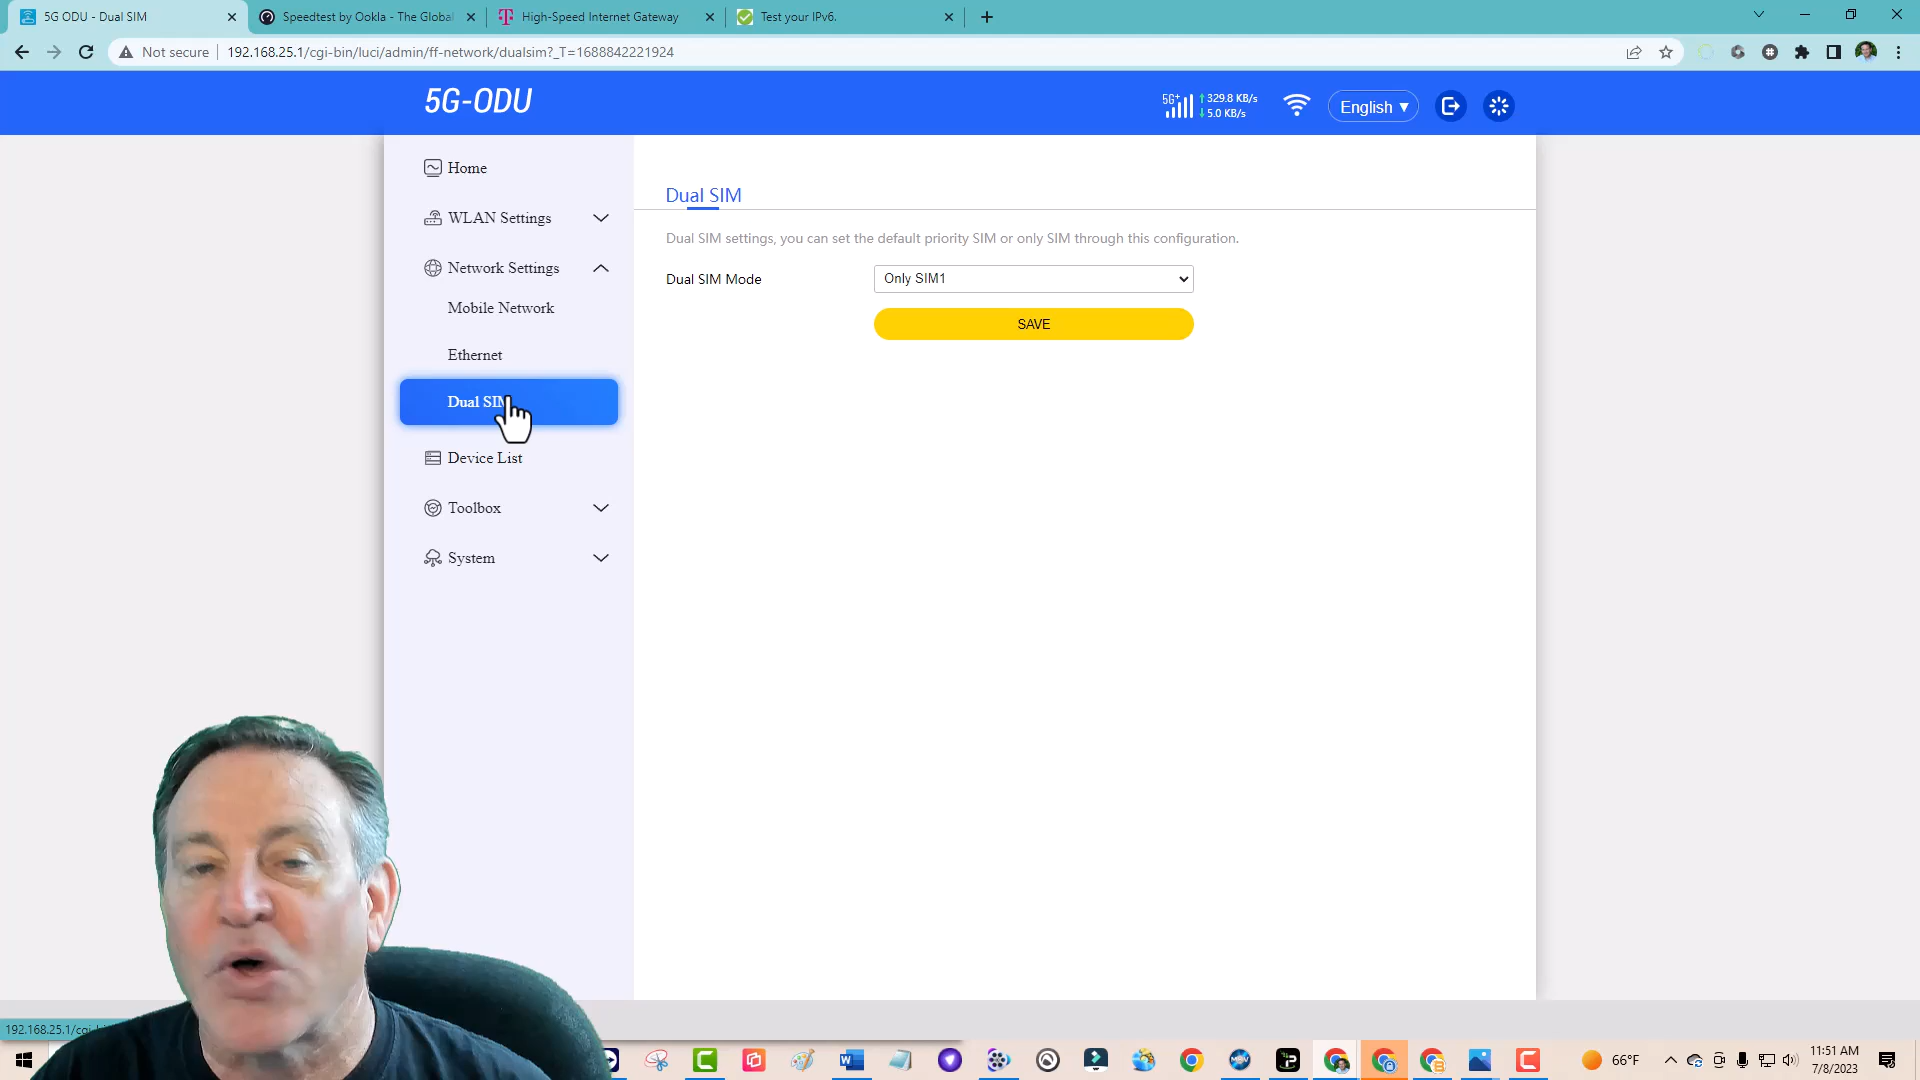 5G ODU - Dual SIM
Speedtest by Ookla - The Global
High-Speed Internet Gateway
Test your IPv6.
Not secure
192.168.25.1/cgi-bin/luci/admin/ff-network/dualsim?_T=1688842221924
5G-ODU
5G+
329.8 KB/s
5.0 KB/s
English ▼
Home
WLAN Settings
Network Settings
Mobile Network
Ethernet
Dual SIM
Device List
Toolbox
System
Dual SIM
Dual SIM settings, you can set the default priority SIM or only SIM through this configuration.
Dual SIM Mode
Only SIM1
SAVE
66°F
11:51 AM
7/8/2023